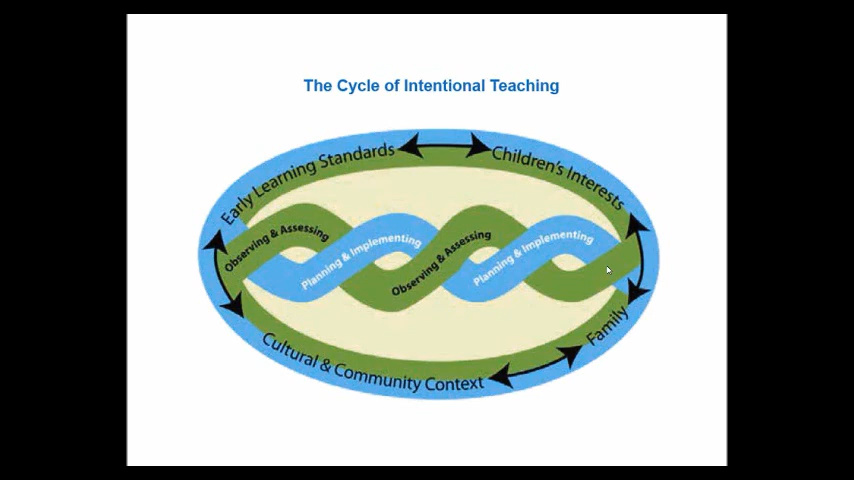 The Cycle of Intentional Teaching
Early Learning Standards
Children's Interests
Observing & Assessing
Planning & Implementing
Observing & Assessing
Planning & Implementing
Cultural & Community Context
Family